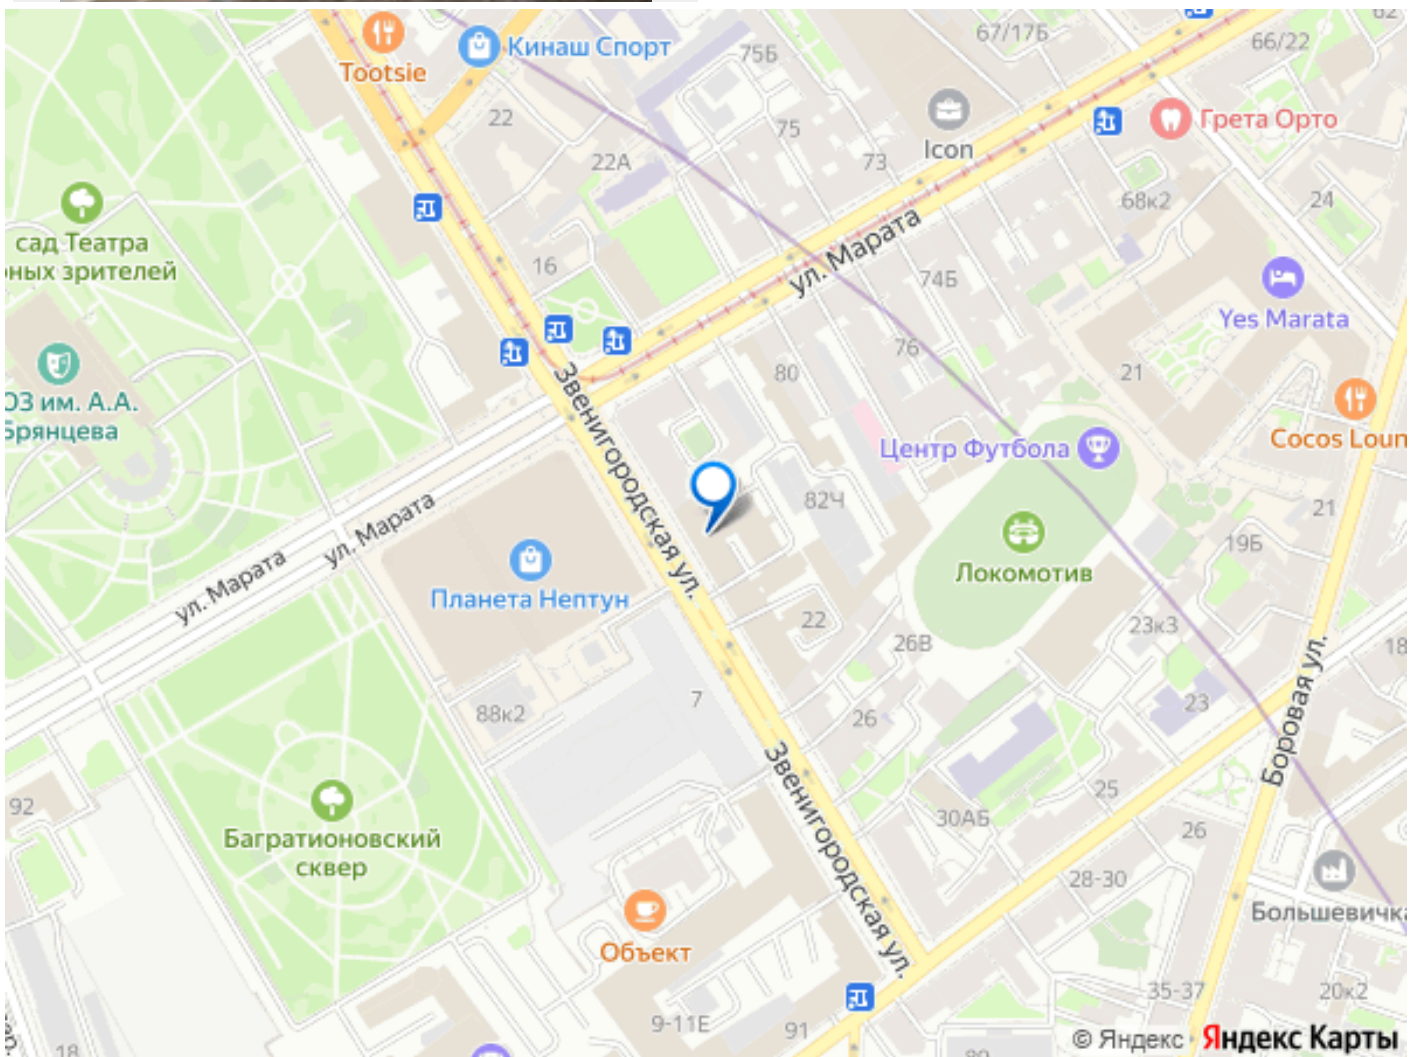 62
67/17Б
66/22
Tootsie
Кинаш Спорт
75Б
22
75
Icon
Грета Орто
22А
73
68к2
24
сад Театра
ных зрителей
16
ул. Марата
74Б
Yes Marata
76
80
21
ОЗ им. А.А.
Брянцева
Звенигородская ул.
Центр Футбола
Cocos Loun
ул. Марата
ул. Марата
82Ч
21
19Б
Локомотив
Планета Нептун
22
26В
23к3
18
7
23
88к2
26
Боровая ул.
Звенигородская ул.
25
92
Багратионовский
сквер
30АБ
26
28-30
Большевичка
Объект
35-37
20к2
9-11Е
91
18
© Яндекс Яндекс Карты